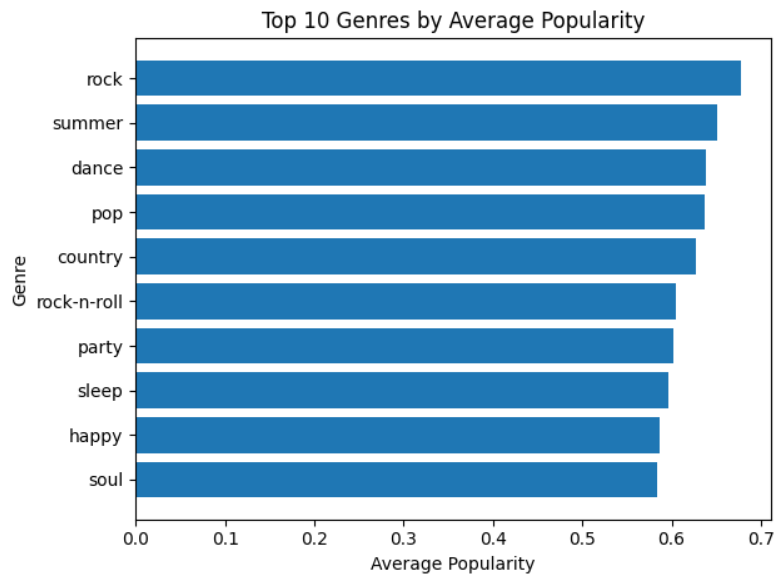 Top 10 Genres by Average Popularity
Genre
rock
summer
dance
pop
country
rock-n-roll
party
sleep
happy
soul
0.0 0.1 0.2 0.3 0.4 0.5 0.6 0.7
Average Popularity